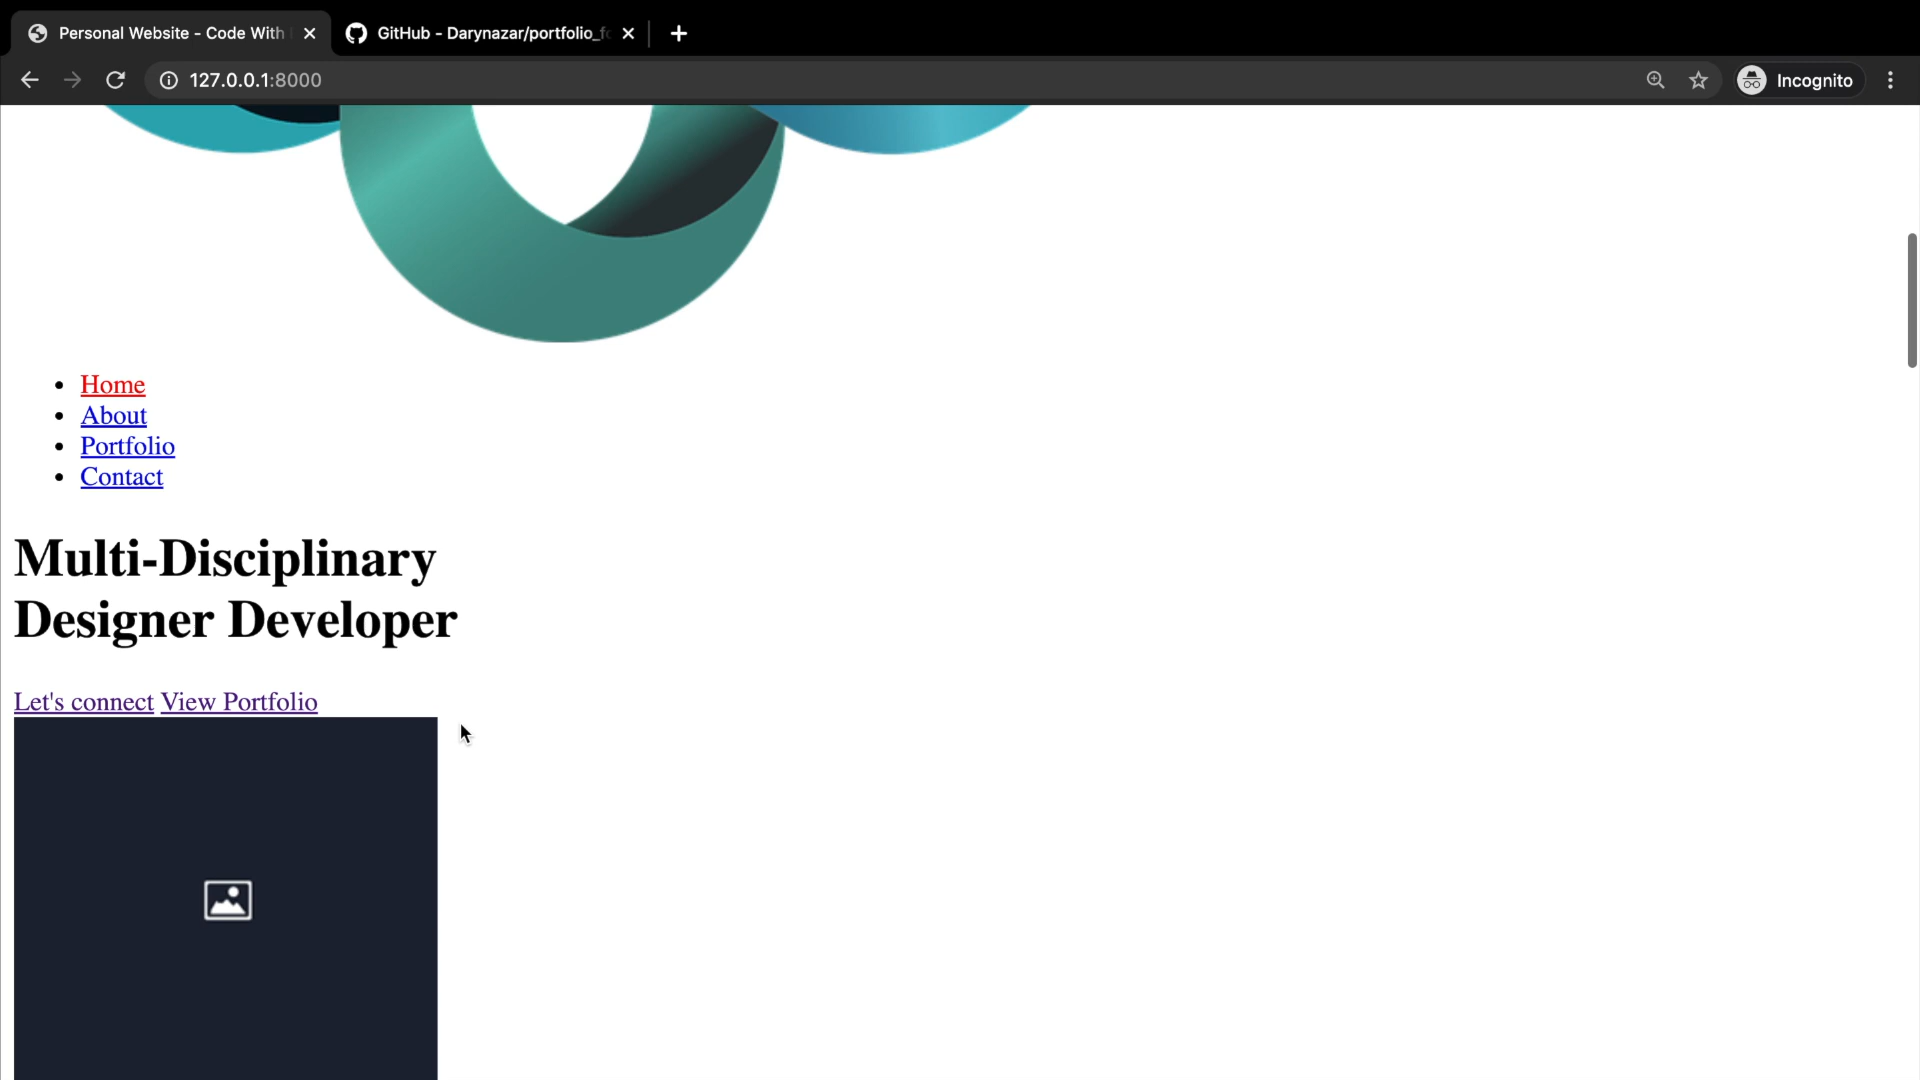 Personal Website - Code With
GitHub - Darynazar/portfolio_fo
127.0.0.1:8000
Incognito
Home
About
Portfolio
Contact
Multi-Disciplinary
Designer Developer
Let's connect View Portfolio